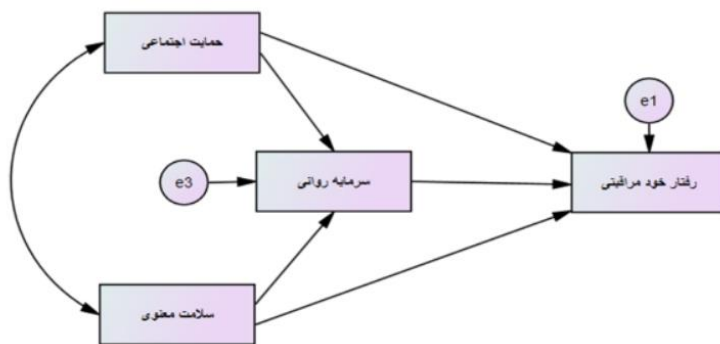 حمایت اجتماعی
e1
سرمایه روانی
e3
رفتار خود مراقبتی
سلامت معنوی